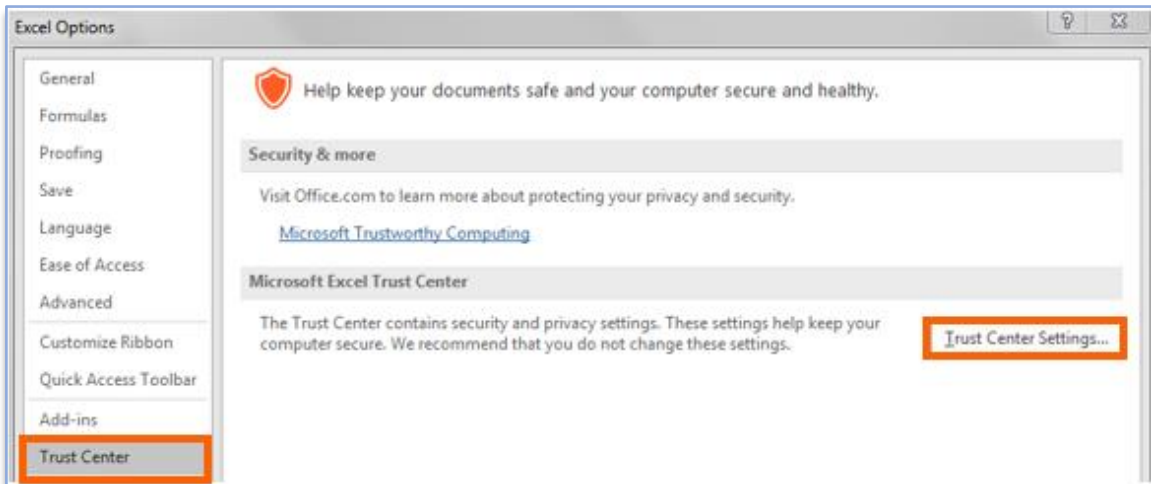 Excel Options
General
Formulas
Proofing
Save
Language
Ease of Access
Advanced
Customize Ribbon
Quick Access Toolbar
Add-ins
Trust Center
Help keep your documents safe and your computer secure and healthy.
Security & more
Visit Office.com to learn more about protecting your privacy and security.
Microsoft Trustworthy Computing
Microsoft Excel Trust Center
The Trust Center contains security and privacy settings. These settings help keep your
computer secure. We recommend that you do not change these settings.
Trust Center Settings...